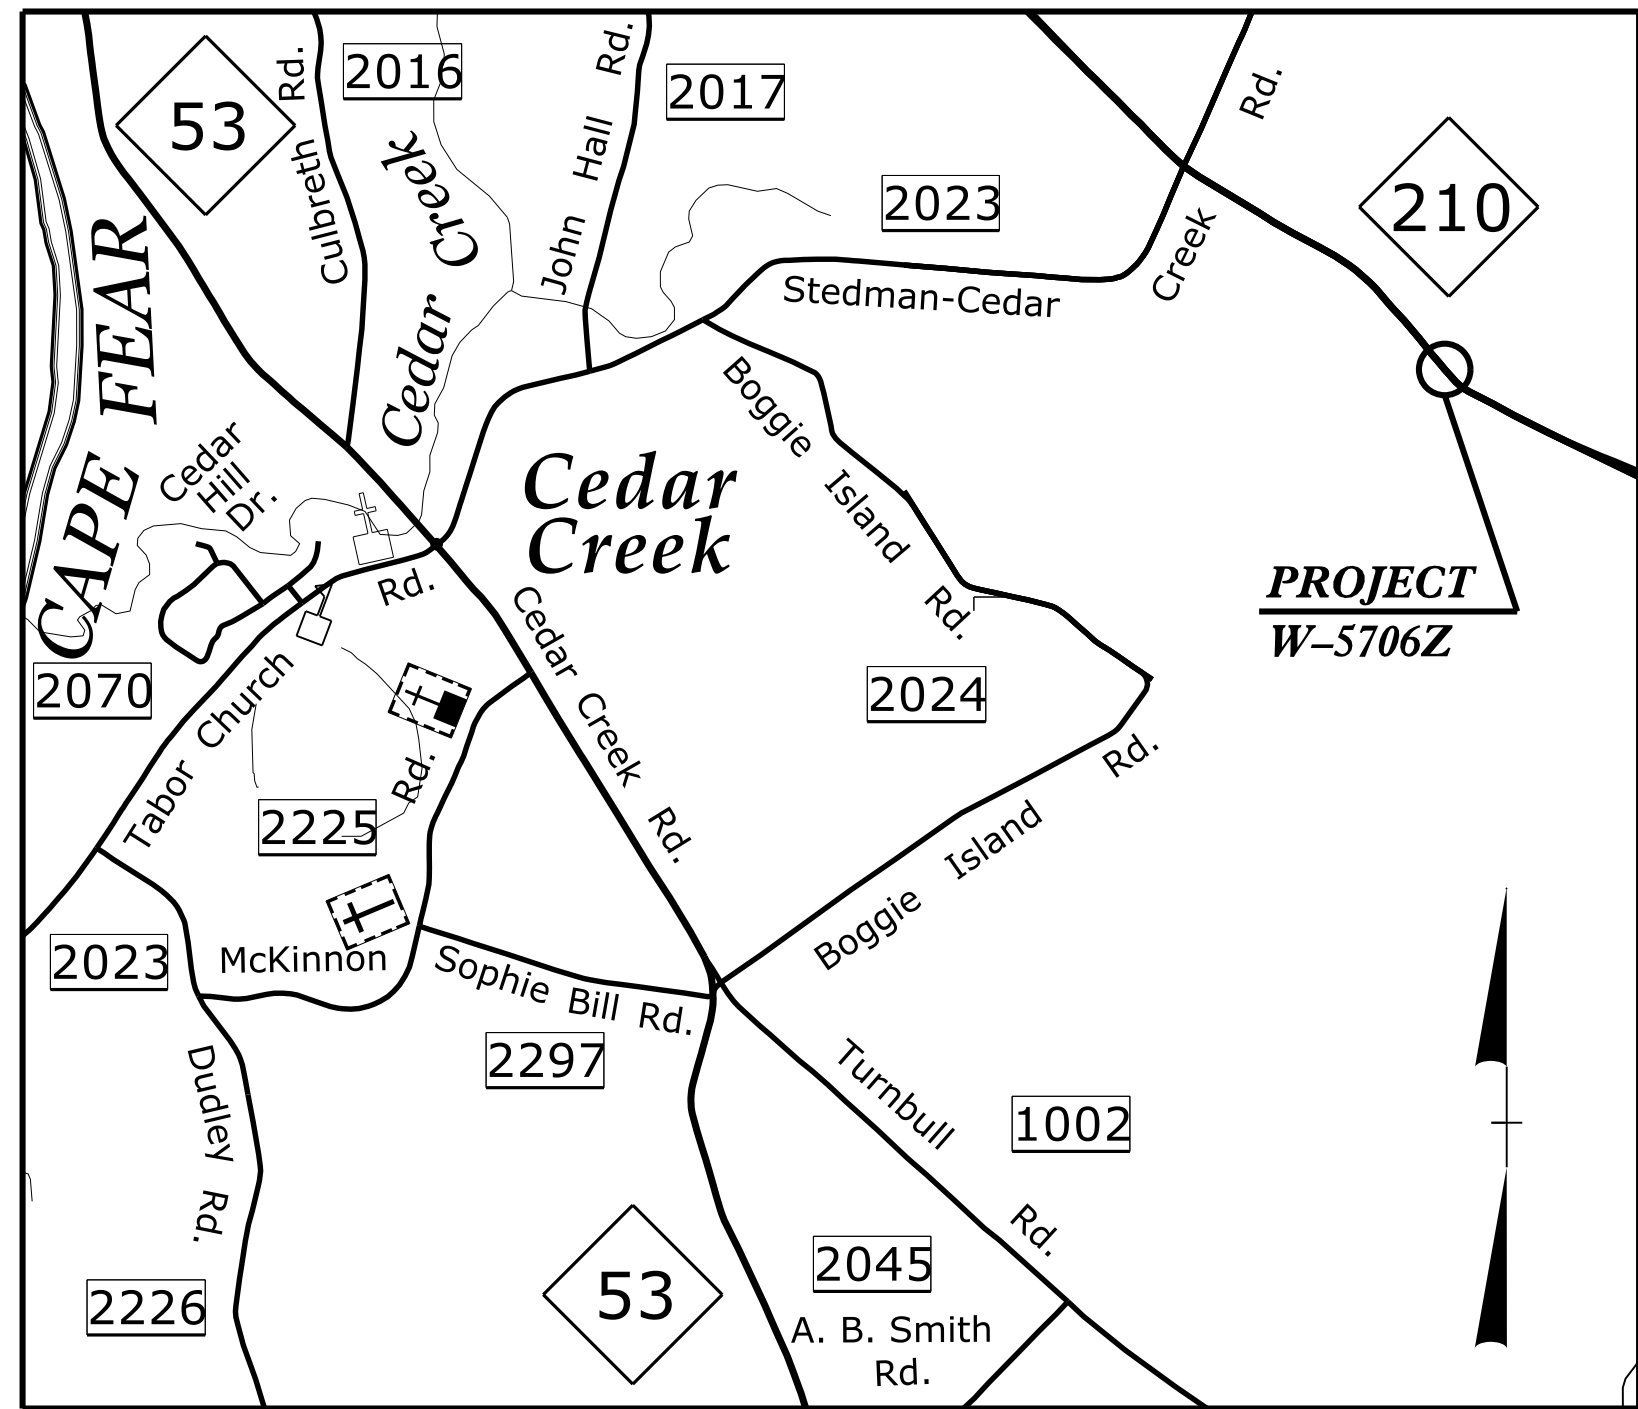 53
Culbreth Rd.
2016
Cedar Creek
John Hall Rd.
2017
2023
Stedman-Cedar
Creek Rd.
210
CAPE FEAR
Cedar
Hill
Dr.
Cedar
Creek
Boggie Island Rd.
PROJECT
W–5706Z
2070
Tabor Church Rd.
Cedar Creek Rd.
2024
2225
Boggie Island Rd.
2023
McKinnon Rd.
Sophie Bill Rd.
2297
Dudley Rd.
Turnbull Rd.
1002
2226
53
2045
A. B. Smith
Rd.